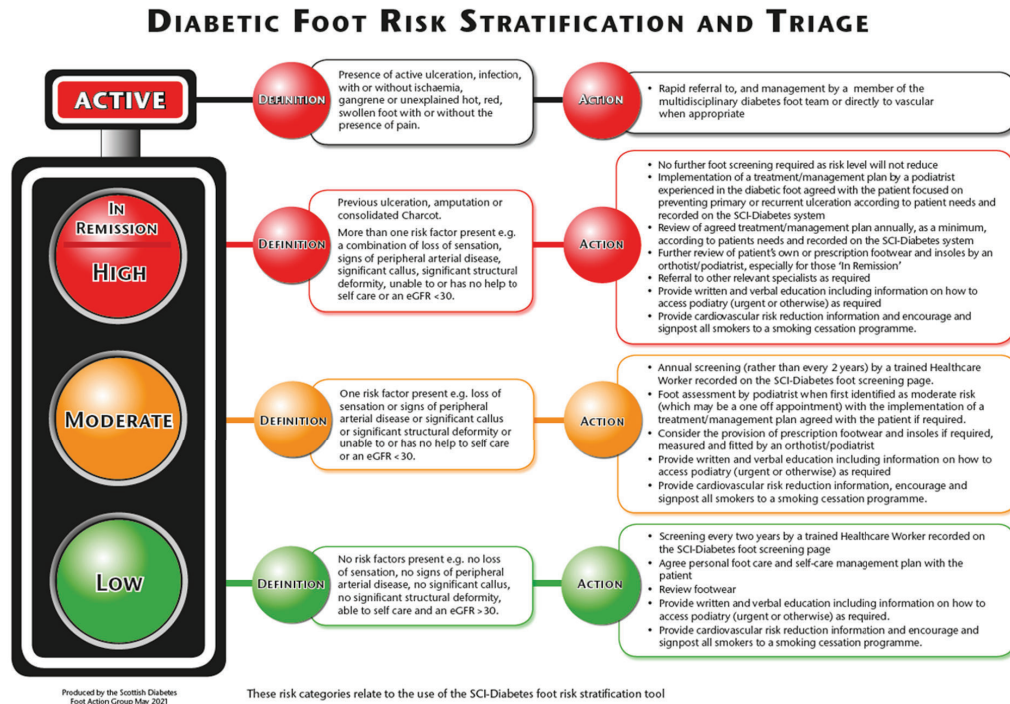 DIABETIC FOOT RISK STRATIFICATION AND TRIAGE
ACTIVE
DEFINITION
Presence of active ulceration, infection,
with or without ischaemia,
gangrene or unexplained hot, red,
swollen foot with or without the
presence of pain.
ACTION
• Rapid referral to, and management by a member of the
multidisciplinary diabetes foot team or directly to vascular
when appropriate
IN
REMISSION
HIGH
DEFINITION
Previous ulceration, amputation or
consolidated Charcot.
More than one risk factor present e.g.
a combination of loss of sensation,
signs of peripheral arterial disease,
significant callus, significant structural
deformity, unable to or has no help to
self care or an eGFR <30.
ACTION
• No further foot screening required as risk level will not reduce
• Implementation of a treatment/management plan by a podiatrist
experienced in the diabetic foot agreed with the patient focused on
preventing primary or recurrent ulceration according to patient needs and
recorded on the SCI-Diabetes system
• Review of agreed treatment/management plan annually, as a minimum,
according to patients needs and recorded on the SCI-Diabetes system
• Further review of patient's own or prescription footwear and insoles by an
orthotist/podiatrist, especially for those 'In Remission'
• Referral to other relevant specialists as required
• Provide written and verbal education including information on how to
access podiatry (urgent or otherwise) as required
• Provide cardiovascular risk reduction information and encourage and
signpost all smokers to a smoking cessation programme.
MODERATE
DEFINITION
One risk factor present e.g. loss of
sensation or signs of peripheral
arterial disease or significant callus
or significant structural deformity or
unable to or has no help to self care
or an eGFR <30.
ACTION
• Annual screening (rather than every 2 years) by a trained Healthcare
Worker recorded on the SCI-Diabetes foot screening page.
• Foot assessment by podiatrist when first identified as moderate risk
(which may be a one off appointment) with the implementation of a
treatment/management plan agreed with the patient if required.
• Consider the provision of prescription footwear and insoles if required,
measured and fitted by an orthotist/podiatrist
• Provide written and verbal education including information on how to
access podiatry (urgent or otherwise) as required
• Provide cardiovascular risk reduction information, encourage and
signpost all smokers to a smoking cessation programme.
LOW
DEFINITION
No risk factors present e.g. no loss
of sensation, no signs of peripheral
arterial disease, no significant callus,
no significant structural deformity,
able to self care and an eGFR >30.
ACTION
• Screening every two years by a trained Healthcare Worker recorded on
the SCI-Diabetes foot screening page
• Agree personal foot care and self-care management plan with the
patient
• Review footwear
• Provide written and verbal education including information on how to
access podiatry (urgent or otherwise) as required.
• Provide cardiovascular risk reduction information and encourage and
signpost all smokers to a smoking cessation programme.
Produced by the Scottish Diabetes
Foot Action Group May 2021
These risk categories relate to the use of the SCI-Diabetes foot risk stratification tool